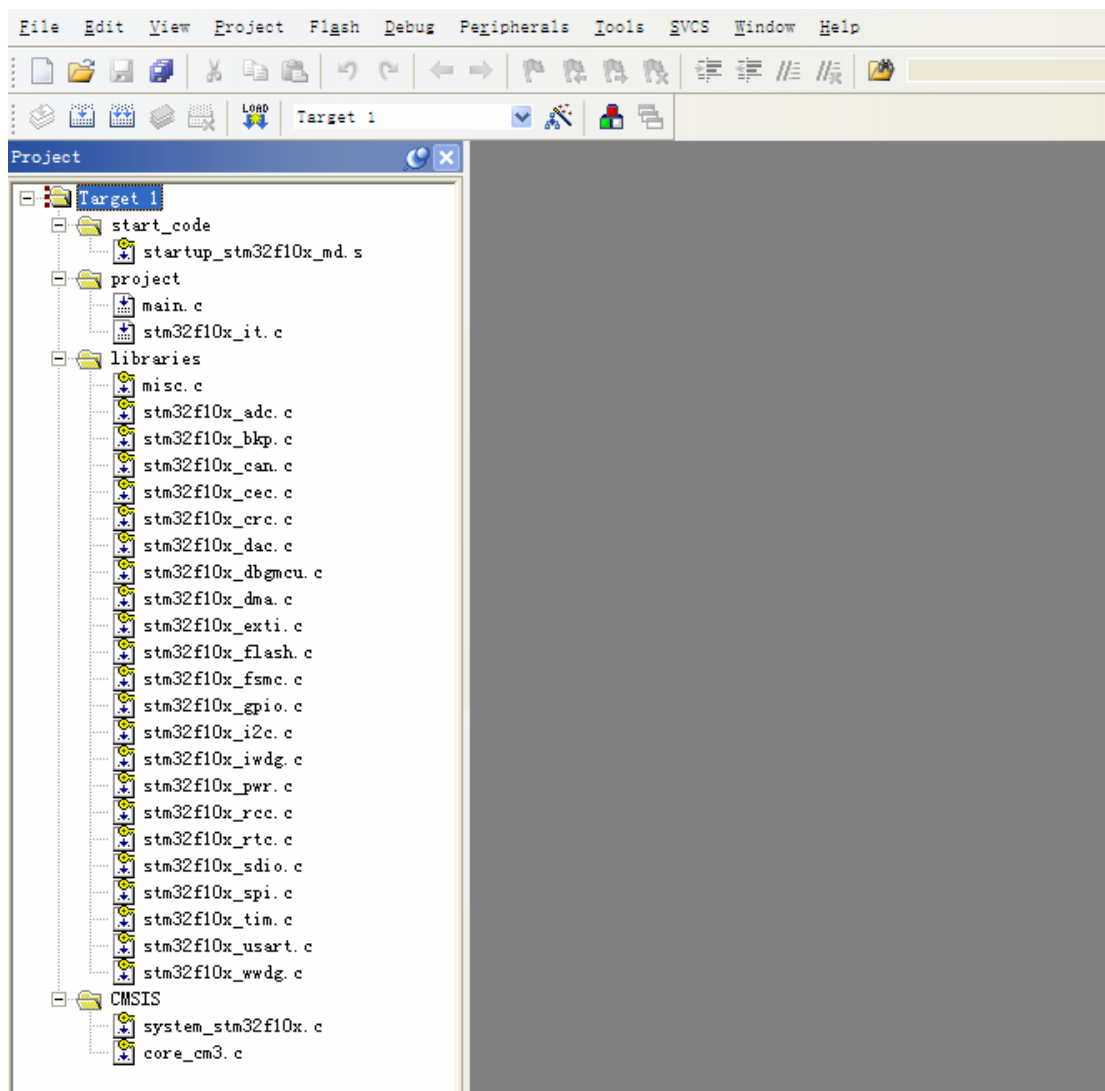 File Edit View Project Flash Debug Peripherals Tools SVCS Window Help
LOAD Target 1
Project
Target 1
start_code
startup_stm32f10x_md.s
project
main.c
stm32f10x_it.c
libraries
misc.c
stm32f10x_adc.c
stm32f10x_bkp.c
stm32f10x_can.c
stm32f10x_cec.c
stm32f10x_crc.c
stm32f10x_dac.c
stm32f10x_dbgmcu.c
stm32f10x_dma.c
stm32f10x_exti.c
stm32f10x_flash.c
stm32f10x_fsmc.c
stm32f10x_gpio.c
stm32f10x_i2c.c
stm32f10x_iwdg.c
stm32f10x_pwr.c
stm32f10x_rcc.c
stm32f10x_rtc.c
stm32f10x_sdio.c
stm32f10x_spi.c
stm32f10x_tim.c
stm32f10x_usart.c
stm32f10x_wwdg.c
CMSIS
system_stm32f10x.c
core_cm3.c